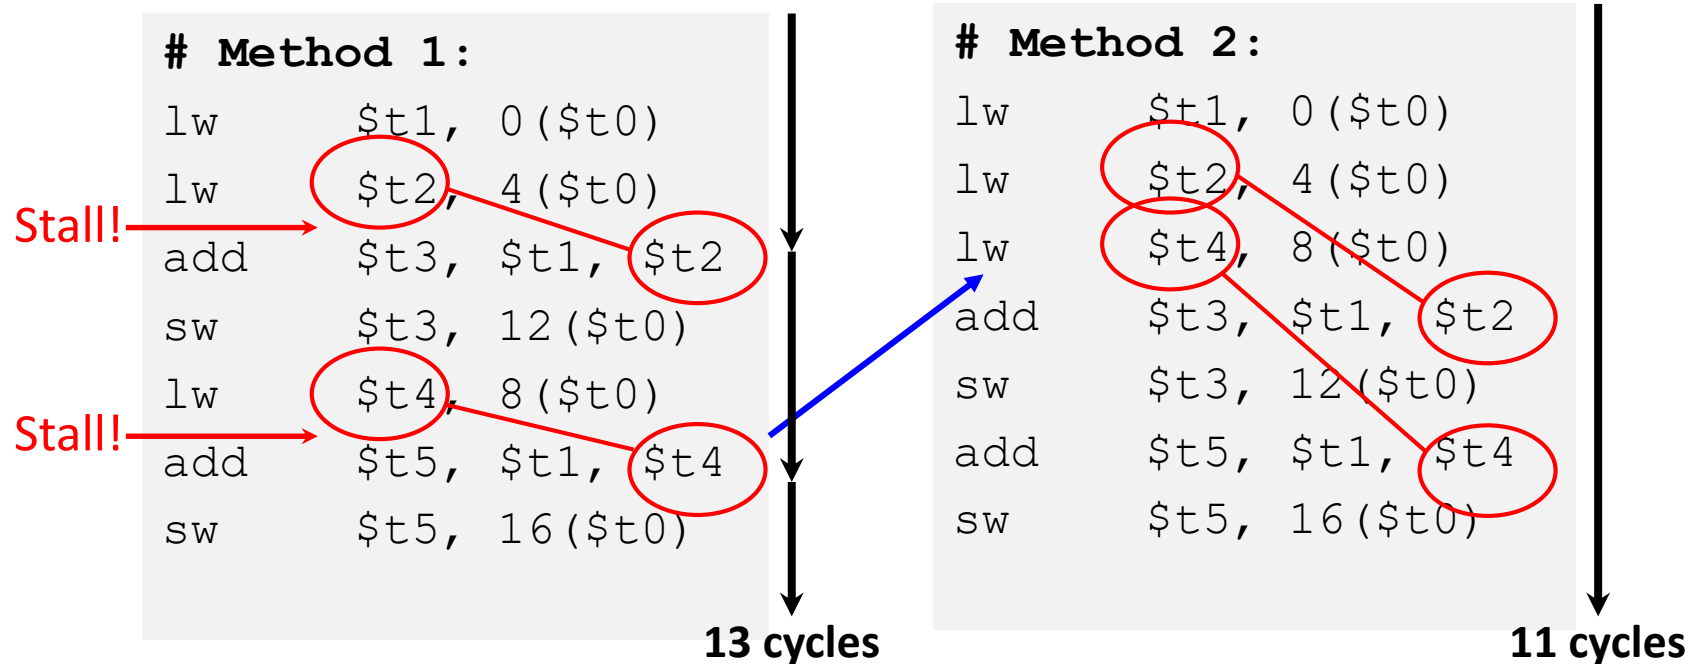 # Method 1:
lw $t1, 0($t0)
lw $t2, 4($t0)
Stall!
add $t3, $t1, $t2
sw $t3, 12($t0)
lw $t4, 8($t0)
Stall!
add $t5, $t1, $t4
sw $t5, 16($t0)
13 cycles
# Method 2:
lw $t1, 0($t0)
lw $t2, 4($t0)
lw $t4, 8($t0)
add $t3, $t1, $t2
sw $t3, 12($t0)
add $t5, $t1, $t4
sw $t5, 16($t0)
11 cycles